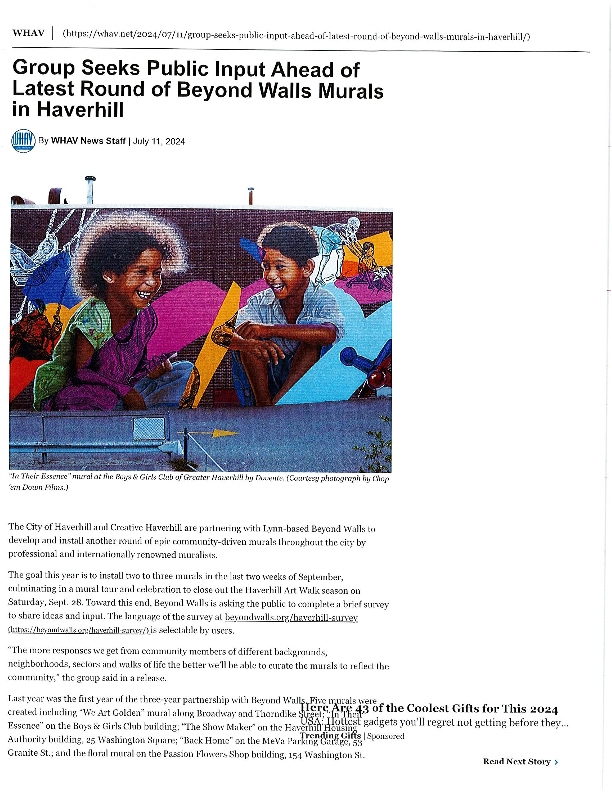 WHAV | (https://whav.net/2024/07/11/group-seeks-public-input-ahead-of-latest-round-of-beyond-walls-murals-in-haverhill/)
Group Seeks Public Input Ahead of
Latest Round of Beyond Walls Murals
in Haverhill
WHAV
By WHAV News Staff | July 11, 2024
"In Their Essence" mural at the Boys & Girls Club of Greater Haverhill by Dovente. (Courtesy photograph by Chop
'em Down Films.)
The City of Haverhill and Creative Haverhill are partnering with Lynn-based Beyond Walls to
develop and install another round of epic community-driven murals throughout the city by
professional and internationally renowned muralists.
The goal this year is to install two to three murals in the last two weeks of September,
culminating in a mural tour and celebration to close out the Haverhill Art Walk season on
Saturday, Sept. 28. Toward this end, Beyond Walls is asking the public to complete a brief survey
to share ideas and input. The language of the survey at beyondwalls.org/haverhill-survey
(https://beyondwalls.org/haverhill-survey/) is selectable by users.
"The more responses we get from community members of different backgrounds,
neighborhoods, sectors and walks of life the better we'll be able to curate the murals to reflect the
community," the group said in a release.
Last year was the first year of the three-year partnership with Beyond Walls. Five murals were
created including "We Art Golden" mural along Broadway and Thorndike Street; "In Their
Essence" on the Boys & Girls Club building; "The Show Maker" on the Haverhill Housing
Authority building, 25 Washington Square; "Back Home" on the MeVa Parking Garage, 53
Granite St.; and the floral mural on the Passion Flowers Shop building, 154 Washington St.
Here Are 43 of the Coolest Gifts for This 2024
USA: Hottest gadgets you'll regret not getting before they...
Trending Gifts | Sponsored
Read Next Story >